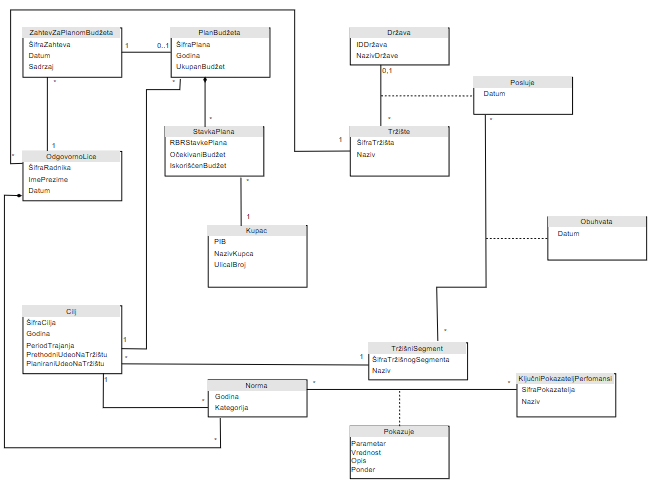 ZahtevZaPlanomBudžeta
ŠifraZahteva
Datum
Sadrzaj
1
0..1
PlanBudžeta
ŠifraPlana
Godina
UkupanBudžet
Država
IDDržava
NazivDržave
0,1
Posluje
Datum
*
*
*
*
StavkaPlana
RBRStavkePlana
OčekivaniBudžet
IskorišćenBudžet
*
Tržište
ŠifraTržišta
Naziv
1
*
1
*
OdgovornoLice
ŠifraRadnika
ImePrezime
Datum
*
1
Kupac
PIB
NazivKupca
UlicaIBroj
Obuhvata
Datum
Cilj
ŠifraCilja
Godina
PeriodTrajanja
PrethodniUdeoNaTržištu
PlaniraniUdeoNaTržištu
1
*
1
*
TržišniSegment
ŠifraTržišnogSegmenta
Naziv
1
*
Norma
Godina
Kategorija
*
*
*
KljučniPokazateljPerfomansi
SifraPokazatelja
Naziv
Pokazuje
Parametar
Vrednost
Opis
Ponder